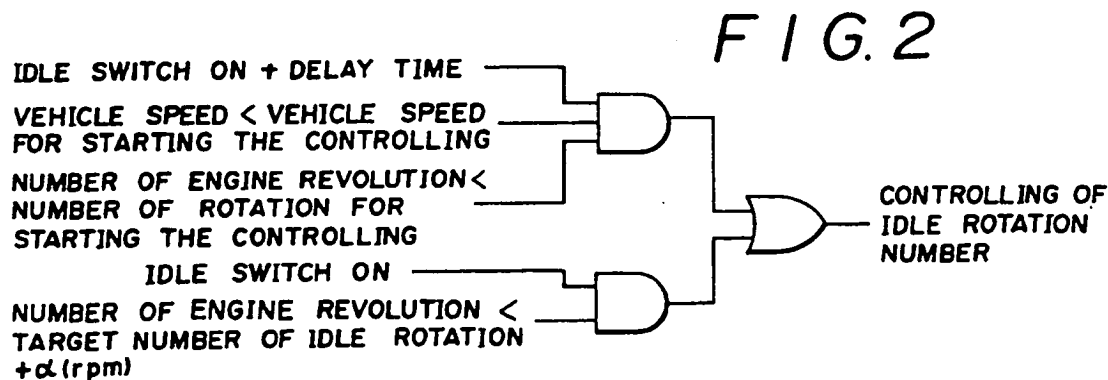 FIG. 2
IDLE SWITCH ON + DELAY TIME
VEHICLE SPEED < VEHICLE SPEED
FOR STARTING THE CONTROLLING
NUMBER OF ENGINE REVOLUTION <
NUMBER OF ROTATION FOR
STARTING THE CONTROLLING
IDLE SWITCH ON
NUMBER OF ENGINE REVOLUTION <
TARGET NUMBER OF IDLE ROTATION
+α(rpm)
CONTROLLING OF
IDLE ROTATION
NUMBER